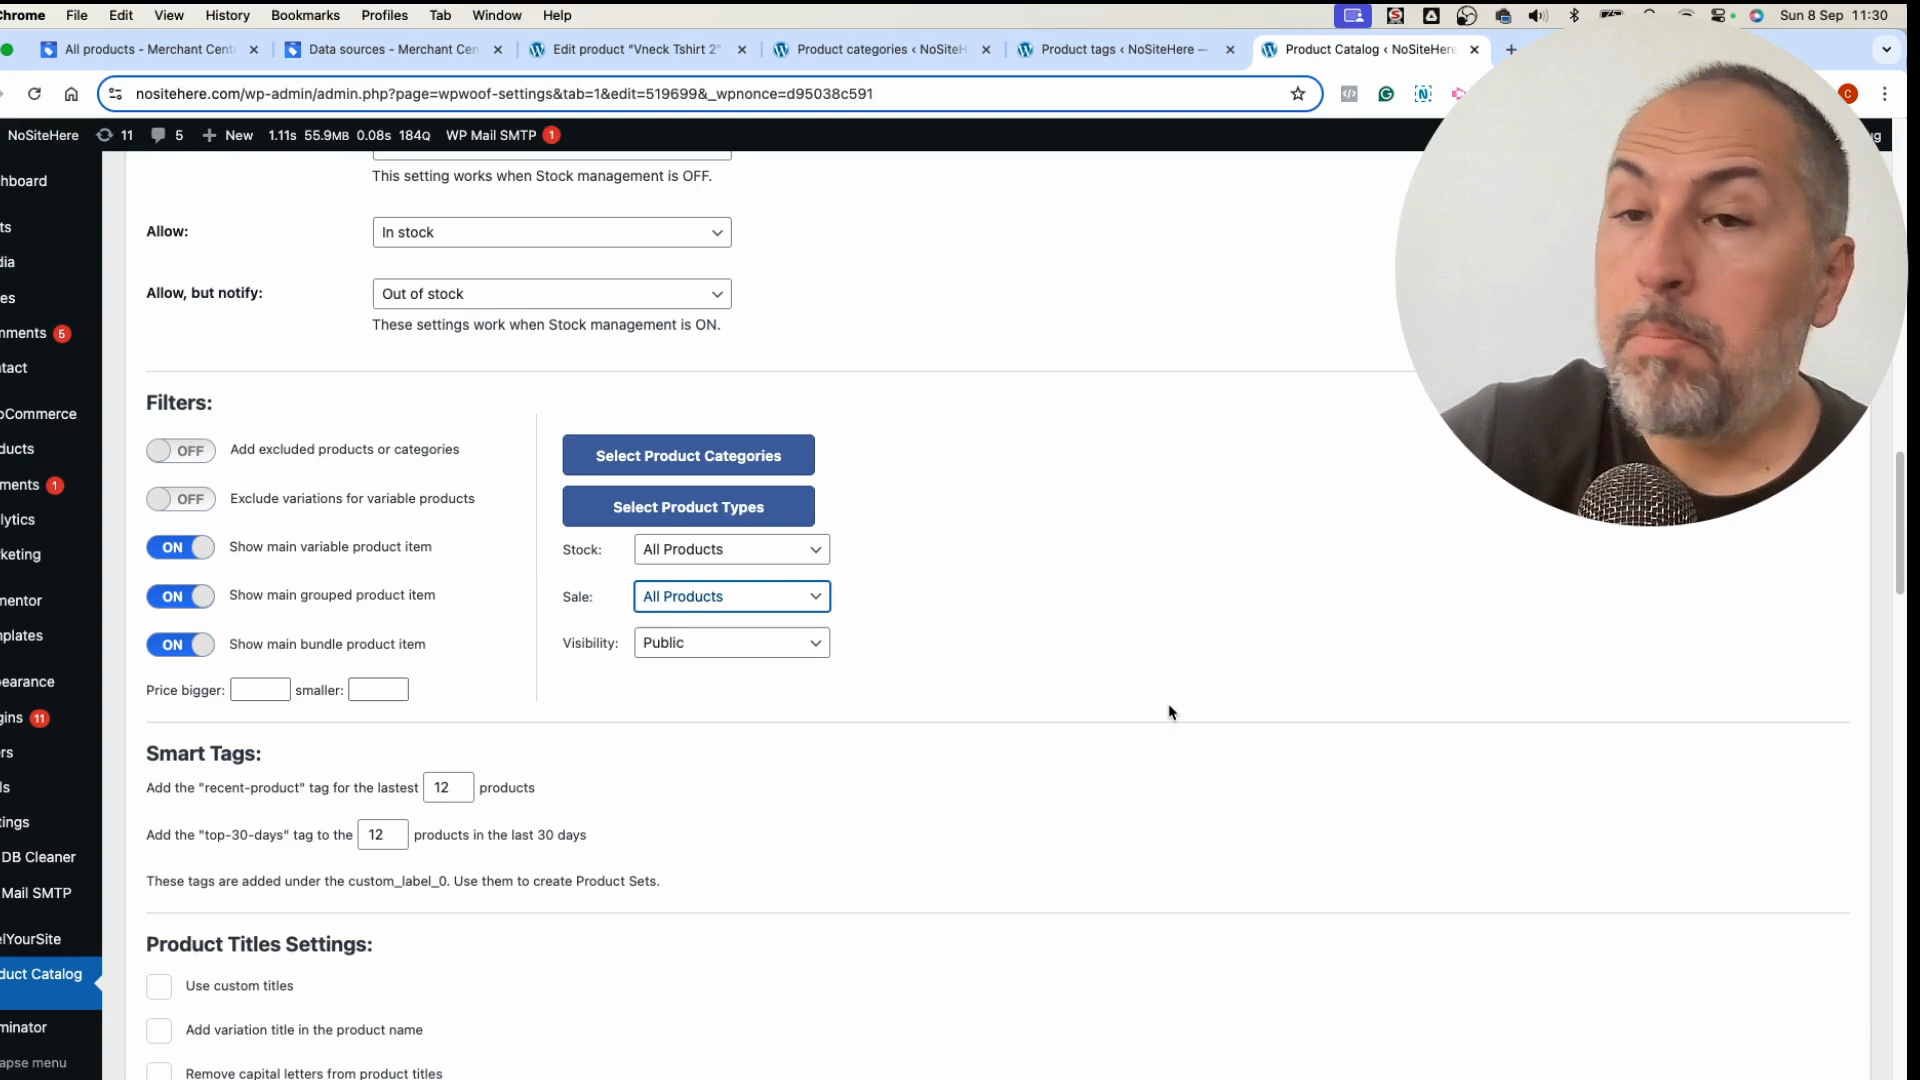 Chrome File Edit View History Bookmarks Profiles Tab Window Help Sun 8 Sep 11:30
All products - Merchant Cent Data sources - Merchant Cen Edit product "Vneck Tshirt 2" Product categories ‹ NoSiteH Product tags ‹ NoSiteHere — Product Catalog ‹ NoSiteHere
nositehere.com/wp-admin/admin.php?page=wpwoof-settings&tab=1&edit=519699&_wpnonce=d95038c591 C
NoSiteHere 11 5 New 1.11s 55.9MB 0.08s 184Q WP Mail SMTP 1
hboard
ts
dia
es
mments 5
ntact
oCommerce
ducts
ments 1
lytics
keting
mentor
mplates
earance
gins 11
ers
ls
tings
DB Cleaner
Mail SMTP
elYourSite
duct Catalog
minator
apse menu
This setting works when Stock management is OFF.
Allow: In stock
Allow, but notify: Out of stock
These settings work when Stock management is ON.
Filters:
OFF Add excluded products or categories
OFF Exclude variations for variable products
ON Show main variable product item
ON Show main grouped product item
ON Show main bundle product item
Price bigger: smaller:
Select Product Categories
Select Product Types
Stock: All Products
Sale: All Products
Visibility: Public
Smart Tags:
Add the "recent-product" tag for the lastest 12 products
Add the "top-30-days" tag to the 12 products in the last 30 days
These tags are added under the custom_label_0. Use them to create Product Sets.
Product Titles Settings:
Use custom titles
Add variation title in the product name
Remove capital letters from product titles